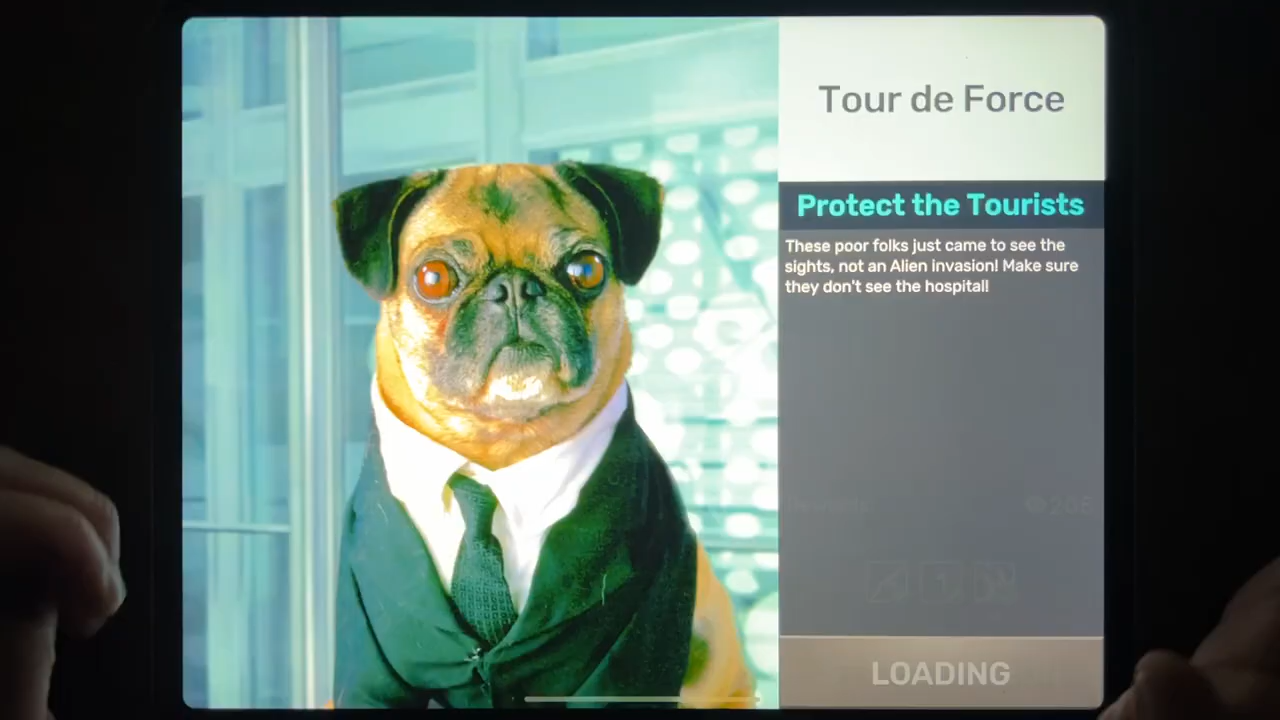 Tour de Force
Protect the Tourists
These poor folks just came to see the
sights, not an Alien invasion! Make sure
they don't see the hospital!
LOADING